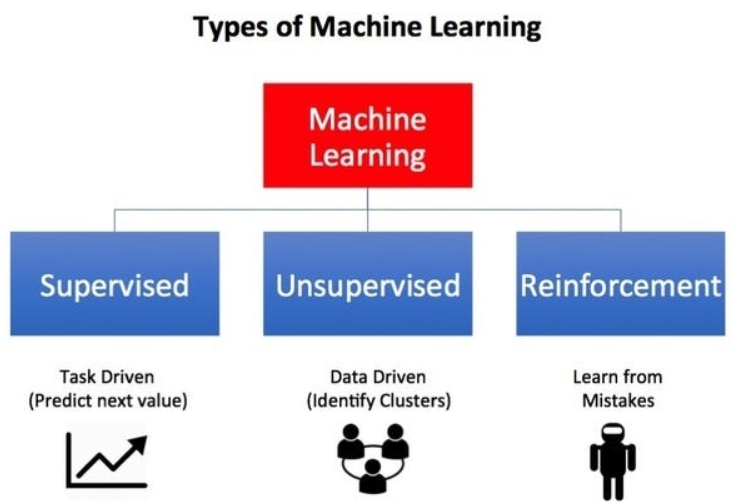 Types of Machine Learning
Machine
Learning
Supervised
Unsupervised
Reinforcement
Task Driven
(Predict next value)
Data Driven
(Identify Clusters)
Learn from
Mistakes